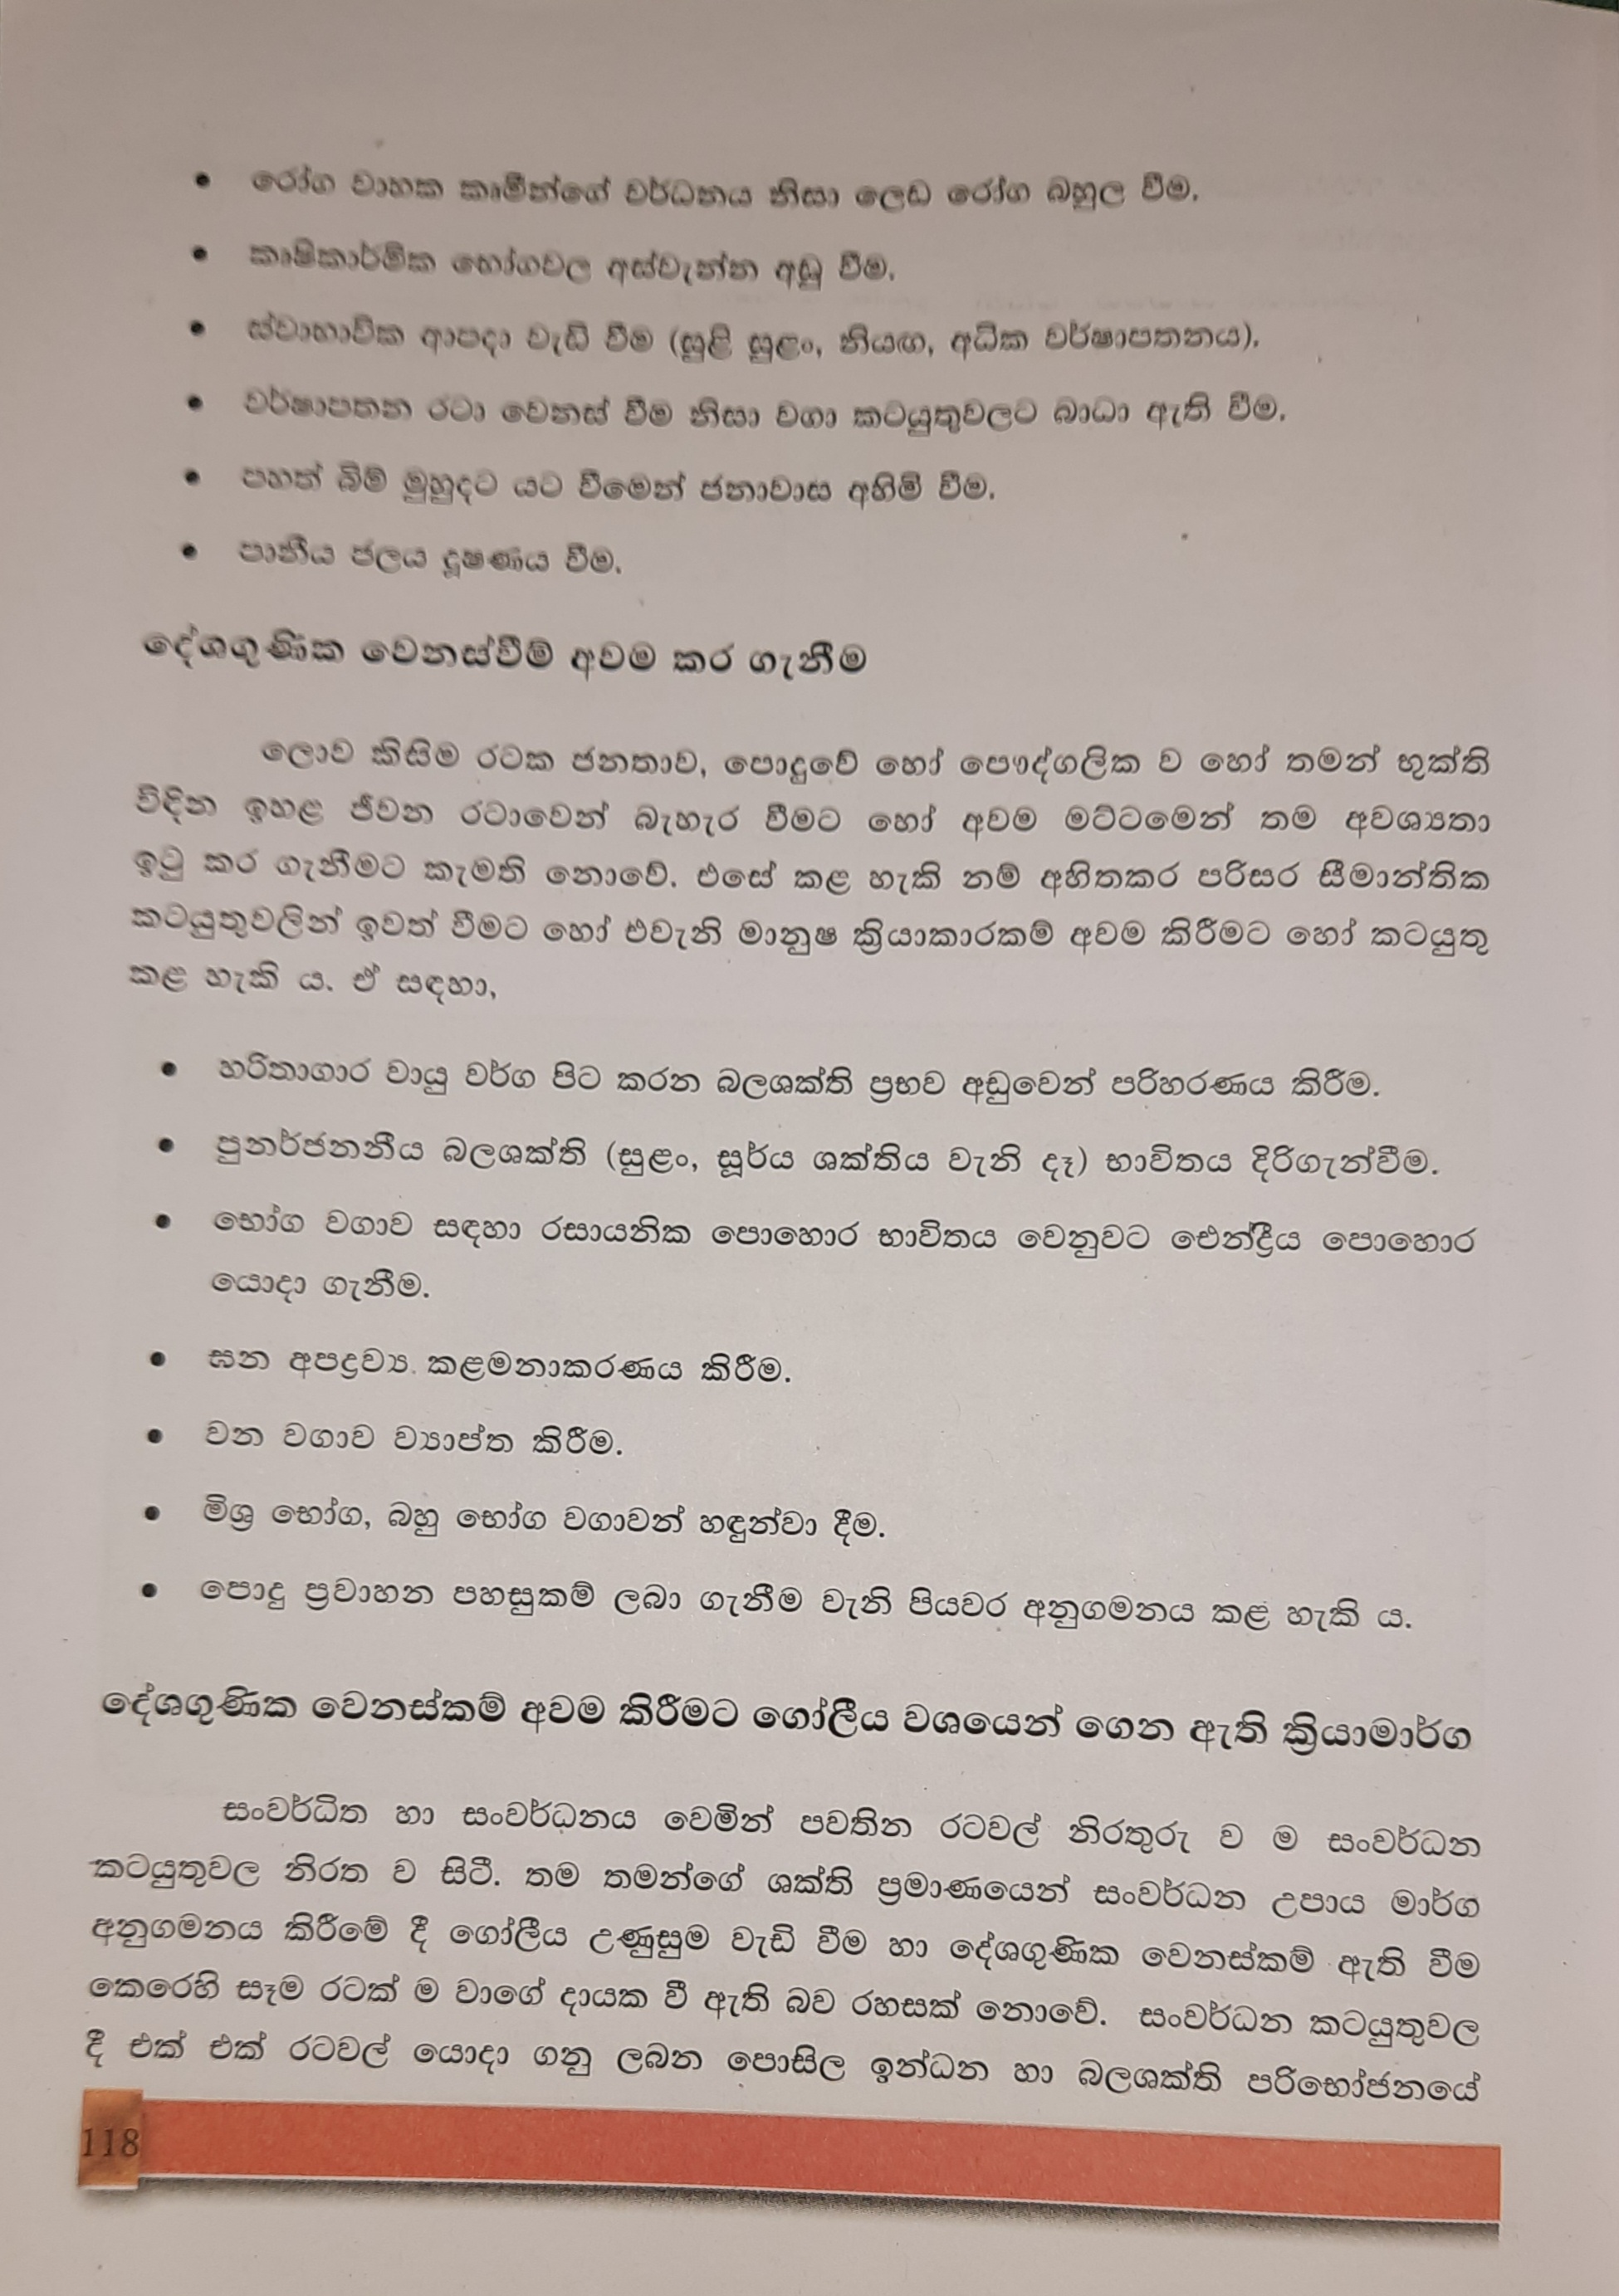 • රෝග වාහක කෘමීන්ගේ වර්ධනය නිසා ලෙඩ රෝග බහුල වීම.
• කෘෂිකාර්මික භෝගවල අස්වැන්න අඩු වීම.
• ස්වාභාවික ආපදා වැඩි වීම (සුළි සුළං, නියඟ, අධික වර්ෂාපතනය).
• වර්ෂාපතන රටා වෙනස් වීම නිසා වගා කටයුතුවලට බාධා ඇති වීම.
• පහත් බිම් මුහුදට යට වීමෙන් ජනාවාස අහිමි වීම.
• පානීය ජලය දූෂණය වීම.
දේශගුණික වෙනස්වීම් අවම කර ගැනීම
ලොව කිසිම රටක ජනතාව, පොදුවේ හෝ පෞද්ගලික ව හෝ තමන් භුක්ති
විඳින ඉහළ ජීවන රටාවෙන් බැහැර වීමට හෝ අවම මට්ටමෙන් තම අවශ්‍යතා
ඉටු කර ගැනීමට කැමති නොවේ. එසේ කළ හැකි නම් අහිතකර පරිසර සීමාන්තික
කටයුතුවලින් ඉවත් වීමට හෝ එවැනි මානුෂ ක්‍රියාකාරකම් අවම කිරීමට හෝ කටයුතු
කළ හැකි ය. ඒ සඳහා,
• හරිතාගාර වායු වර්ග පිට කරන බලශක්ති ප්‍රභව අඩුවෙන් පරිහරණය කිරීම.
• පුනර්ජනනීය බලශක්ති (සුළං, සූර්ය ශක්තිය වැනි දෑ) භාවිතය දිරිගැන්වීම.
• භෝග වගාව සඳහා රසායනික පොහොර භාවිතය වෙනුවට ඓන්ද්‍රීය පොහොර
යොදා ගැනීම.
• ඝන අපද්‍රව්‍ය කළමනාකරණය කිරීම.
• වන වගාව ව්‍යාප්ත කිරීම.
• මිශ්‍ර භෝග, බහු භෝග වගාවන් හඳුන්වා දීම.
• පොදු ප්‍රවාහන පහසුකම් ලබා ගැනීම වැනි පියවර අනුගමනය කළ හැකි ය.
දේශගුණික වෙනස්කම් අවම කිරීමට ගෝලීය වශයෙන් ගෙන ඇති ක්‍රියාමාර්ග
සංවර්ධිත හා සංවර්ධනය වෙමින් පවතින රටවල් නිරතුරු ව ම සංවර්ධන
කටයුතුවල නිරත ව සිටී. තම තමන්ගේ ශක්ති ප්‍රමාණයෙන් සංවර්ධන උපාය මාර්ග
අනුගමනය කිරීමේ දී ගෝලීය උණුසුම වැඩි වීම හා දේශගුණික වෙනස්කම් ඇති වීම
කෙරෙහි සෑම රටක් ම වාගේ දායක වී ඇති බව රහසක් නොවේ. සංවර්ධන කටයුතුවල
දී එක් එක් රටවල් යොදා ගනු ලබන පොසිල ඉන්ධන හා බලශක්ති පරිභෝජනයේ
118